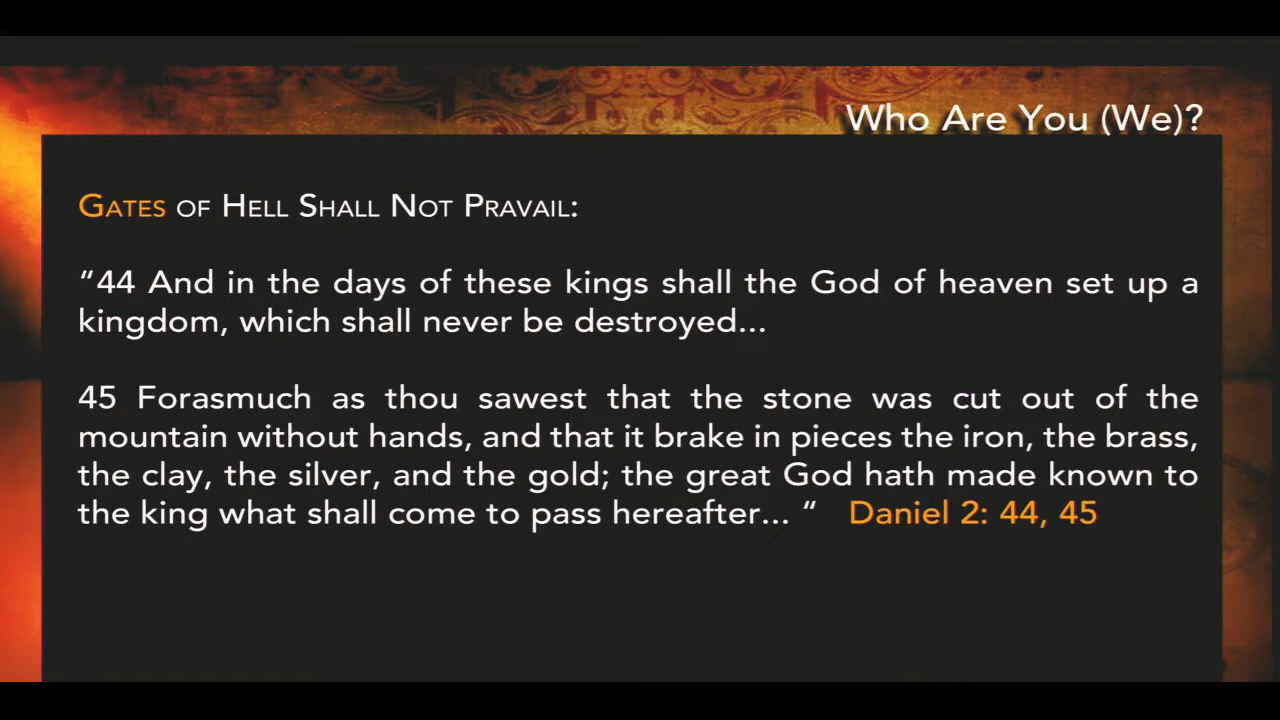 Who Are You (We)?
Gates of Hell Shall Not Pravail:
“44 And in the days of these kings shall the God of heaven set up a
kingdom, which shall never be destroyed...
45 Forasmuch as thou sawest that the stone was cut out of the
mountain without hands, and that it brake in pieces the iron, the brass,
the clay, the silver, and the gold; the great God hath made known to
the king what shall come to pass hereafter... “ Daniel 2: 44, 45